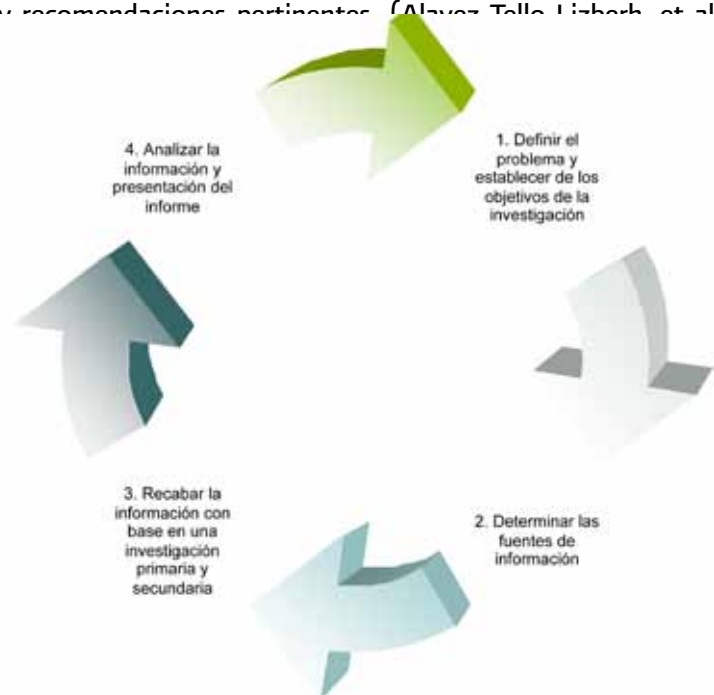 y recomendaciones pertinentes. (Alavez Tello Lizberh, et al
1. Definir el
problema y
establecer de los
objetivos de la
investigación
2. Determinar las
fuentes de
información
3. Recabar la
información con
base en una
investigación
primaria y
secundaria
4. Analizar la
información y
presentación del
informe